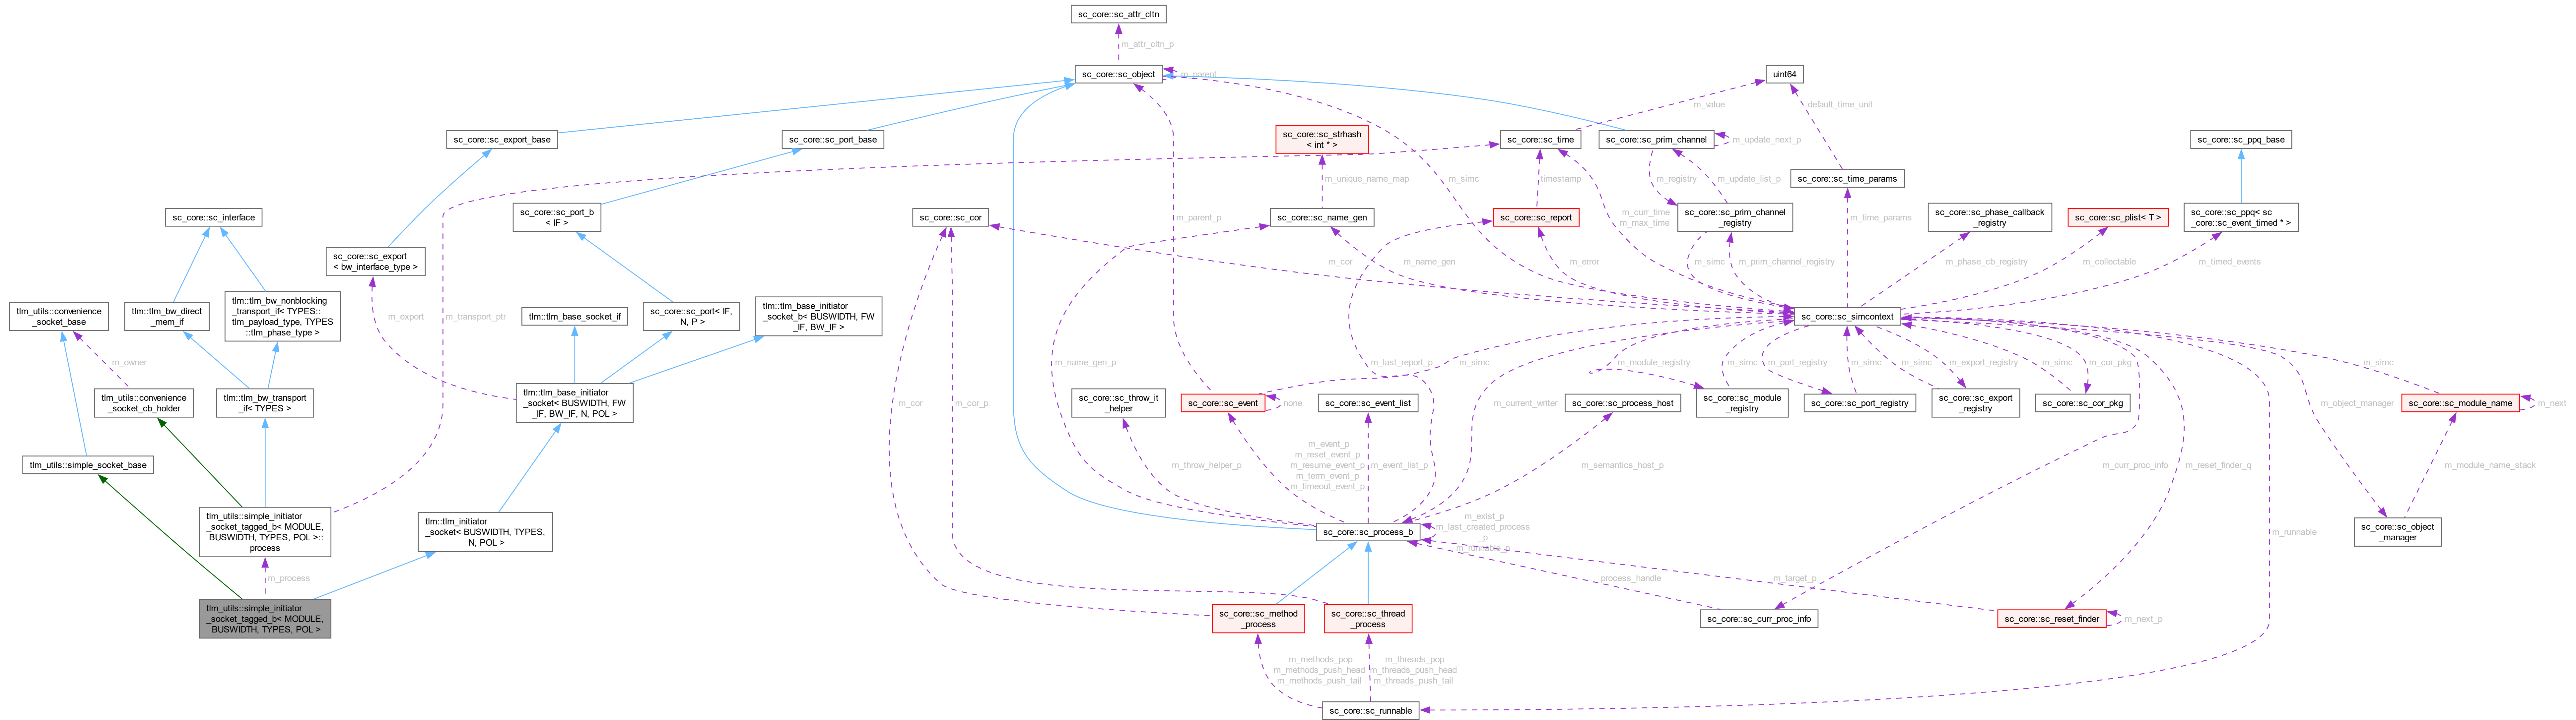 sc_core::sc_attr_cltn
m_attr_cltn_p
sc_core::sc_object
m_parent
uint64
m_value
default_time_unit
sc_core::sc_export_base
sc_core::sc_port_base
sc_core::sc_strhash
< int * >
sc_core::sc_time
sc_core::sc_prim_channel
m_update_next_p
sc_core::sc_ppq_base
m_simc
timestamp
m_unique_name_map
m_registry
m_update_list_p
sc_core::sc_time_params
sc_core::sc_interface
sc_core::sc_port_b
< IF >
sc_core::sc_cor
m_parent_p
sc_core::sc_name_gen
sc_core::sc_report
m_curr_time
m_max_time
sc_core::sc_prim_channel
_registry
m_time_params
sc_core::sc_phase_callback
_registry
sc_core::sc_plist< T >
sc_core::sc_ppq< sc
_core::sc_event_timed * >
sc_core::sc_export
< bw_interface_type >
m_cor
m_name_gen
m_error
m_simc
m_prim_channel_registry
m_phase_cb_registry
m_collectable
m_timed_events
tlm_utils::convenience
_socket_base
tlm::tlm_bw_direct
_mem_if
tlm::tlm_bw_nonblocking
_transport_if< TYPES::
tlm_payload_type, TYPES
::tlm_phase_type >
m_export
m_transport_ptr
tlm::tlm_base_socket_if
sc_core::sc_port< IF,
N, P >
tlm::tlm_base_initiator
_socket_b< BUSWIDTH, FW
_IF, BW_IF >
sc_core::sc_simcontext
m_owner
m_name_gen_p
m_last_report_p
m_simc
m_module_registry
m_simc
m_port_registry
m_simc
m_export_registry
m_simc
m_cor_pkg
m_simc
m_simc
tlm_utils::convenience
_socket_cb_holder
tlm::tlm_bw_transport
_if< TYPES >
tlm::tlm_base_initiator
_socket< BUSWIDTH, FW
_IF, BW_IF, N, POL >
m_cor
m_cor_p
sc_core::sc_throw_it
_helper
sc_core::sc_event
none
sc_core::sc_event_list
m_current_writer
sc_core::sc_process_host
sc_core::sc_module
_registry
sc_core::sc_port_registry
sc_core::sc_export
_registry
sc_core::sc_cor_pkg
m_object_manager
sc_core::sc_module_name
m_next
tlm_utils::simple_socket_base
m_throw_helper_p
m_event_p
m_reset_event_p
m_resume_event_p
m_term_event_p
m_timeout_event_p
m_event_list_p
m_semantics_host_p
m_curr_proc_info
m_reset_finder_q
m_module_name_stack
tlm_utils::simple_initiator
_socket_tagged_b< MODULE,
BUSWIDTH, TYPES, POL >::
process
tlm::tlm_initiator
_socket< BUSWIDTH, TYPES,
N, POL >
sc_core::sc_process_b
m_exist_p
m_last_created_process
_p
m_runnable_p
m_runnable
sc_core::sc_object
_manager
m_process
process_handle
m_target_p
tlm_utils::simple_initiator
_socket_tagged_b< MODULE,
BUSWIDTH, TYPES, POL >
sc_core::sc_method
_process
sc_core::sc_thread
_process
sc_core::sc_curr_proc_info
sc_core::sc_reset_finder
m_next_p
m_methods_pop
m_methods_push_head
m_methods_push_tail
m_threads_pop
m_threads_push_head
m_threads_push_tail
sc_core::sc_runnable